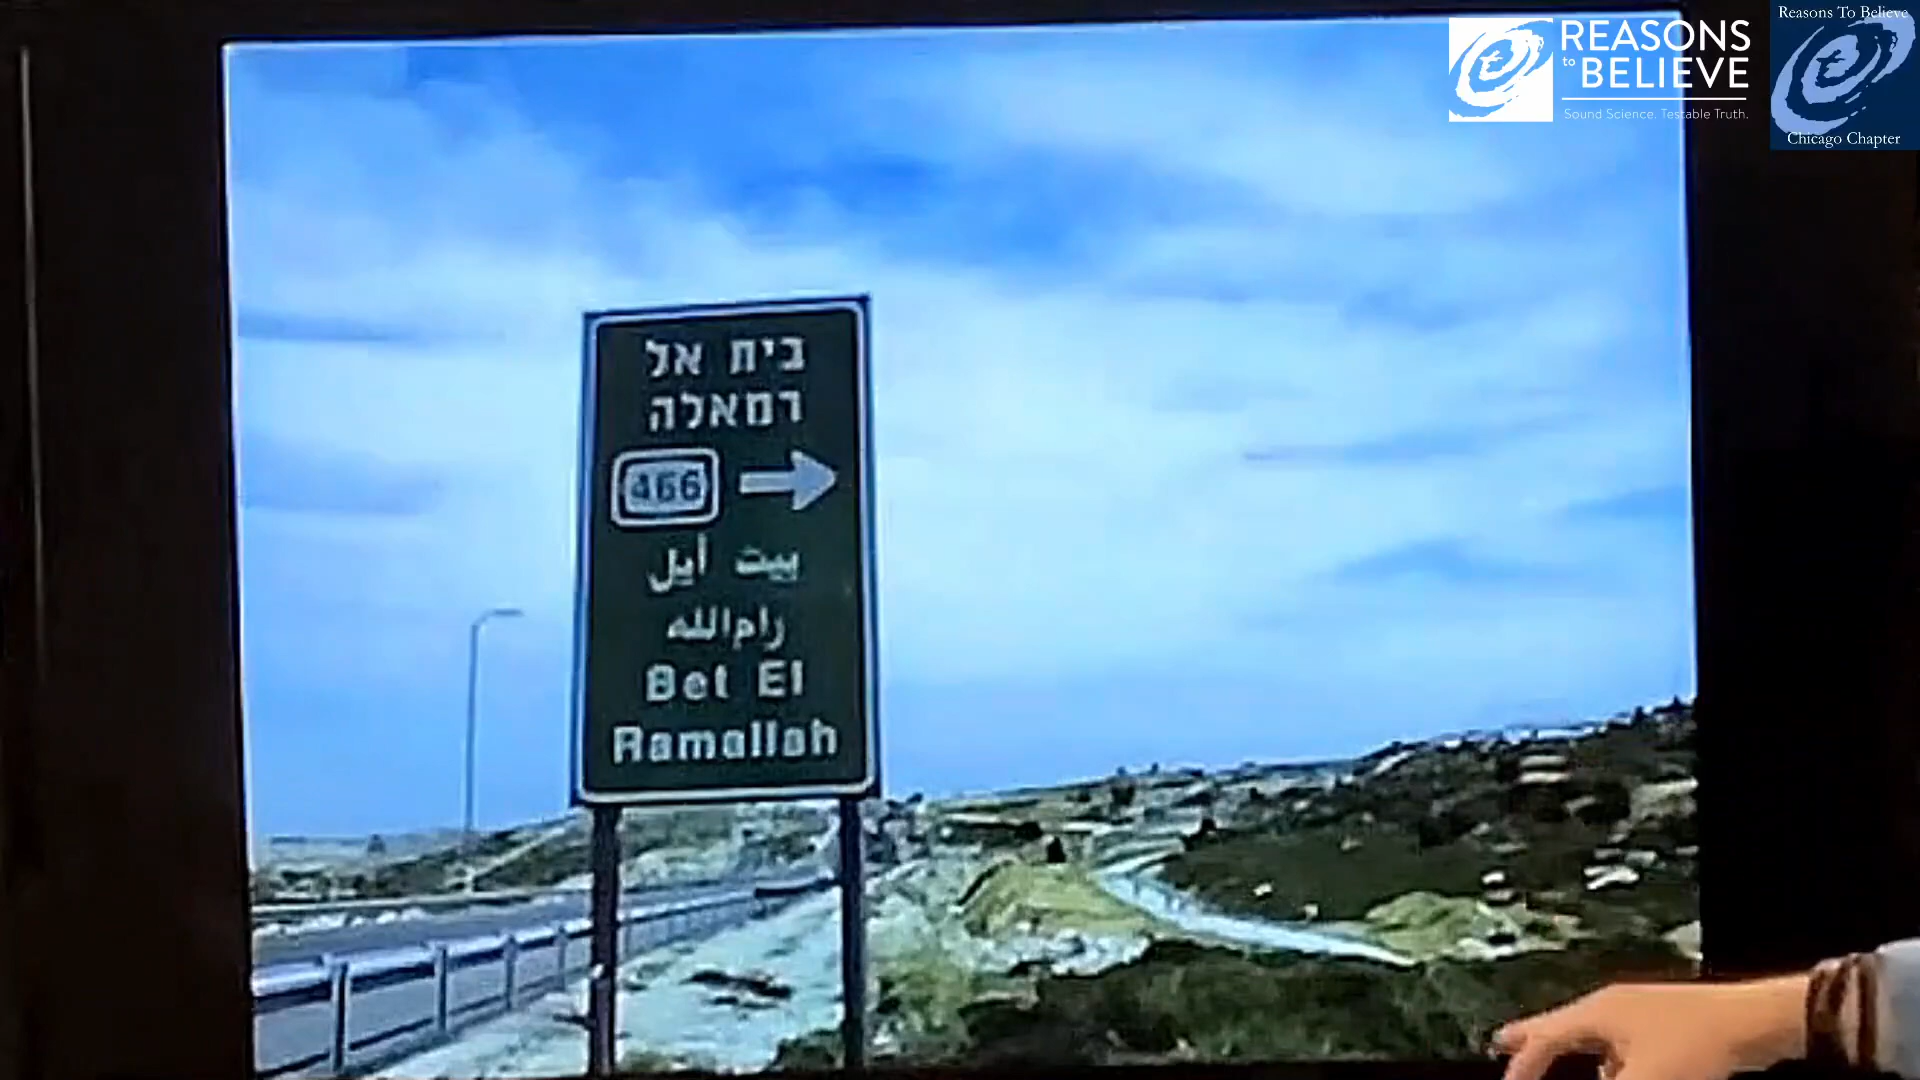 בית אל
רמאלה
466
بيت أيل
رام الله
Bet El
Ramallah
REASONS
to BELIEVE
Sound Science. Testable Truth.
Reasons To Believe
Chicago Chapter